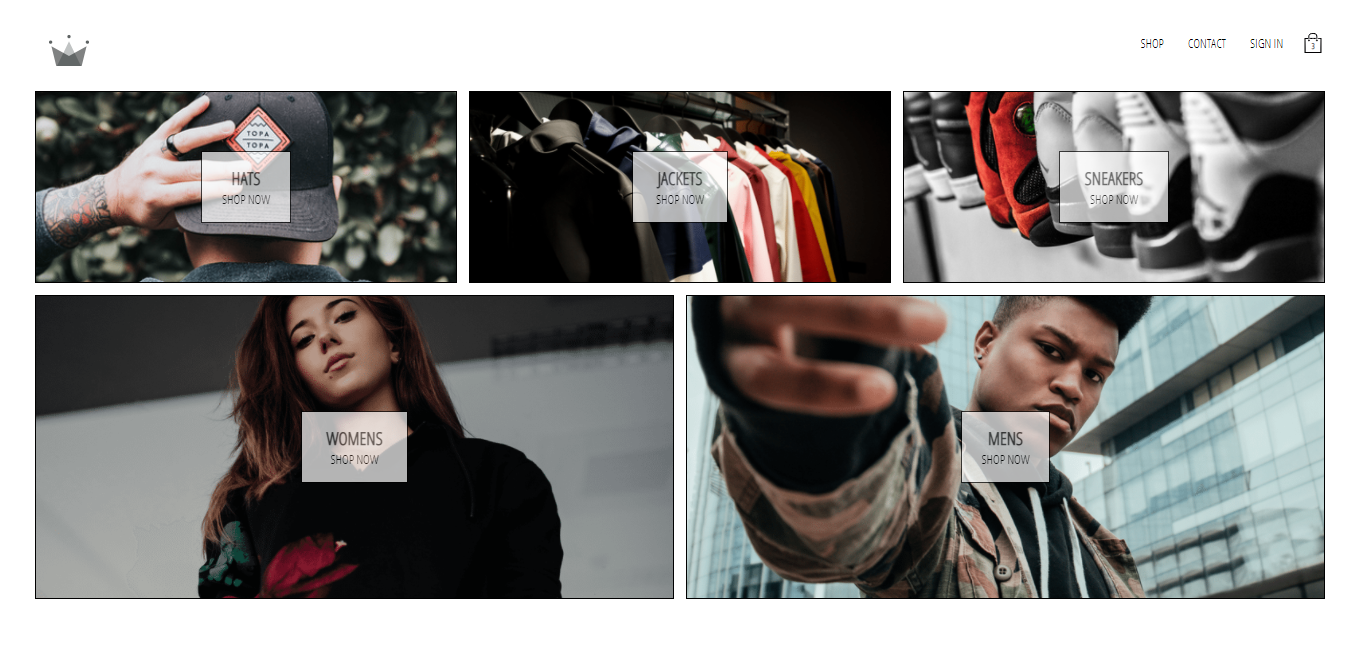 SHOP CONTACT SIGN IN 3
TOPA
TOPA
HATS
SHOP NOW
JACKETS
SHOP NOW
SNEAKERS
SHOP NOW
WOMENS
SHOP NOW
MENS
SHOP NOW